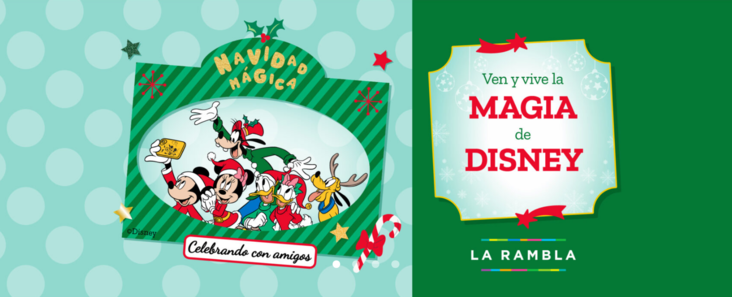 NAVIDAD
MÁGICA
©Disney
Celebrando con amigos
Ven y vive la
MAGIA
de
DISNEY
LA RAMBLA